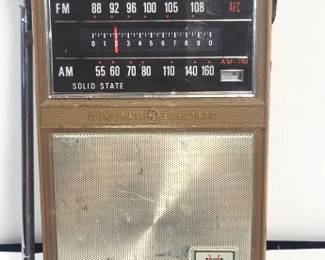 FM 88 92 96 100 105 108 AFC
0 1 2 3 4 5 6 7 8 9 0
AM 55 60 70 80 110 140 160
AM-FM
SOLID STATE
GENERAL ELECTRIC